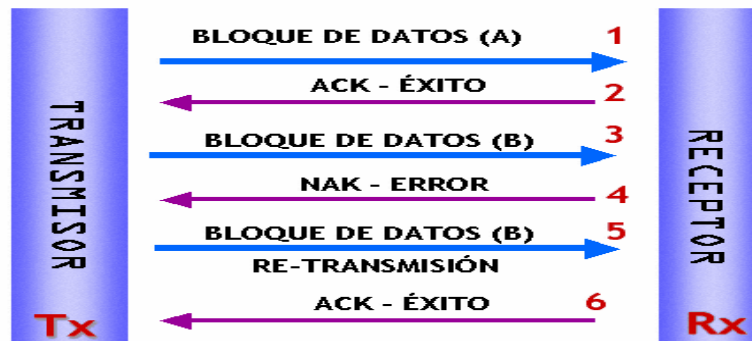 BLOQUE DE DATOS (A) 1
ACK - ÉXITO 2
BLOQUE DE DATOS (B) 3
NAK - ERROR 4
BLOQUE DE DATOS (B) 5
RE-TRANSMISIÓN
ACK - ÉXITO 6
TRANSMISOR
Tx
RECEPTOR
Rx